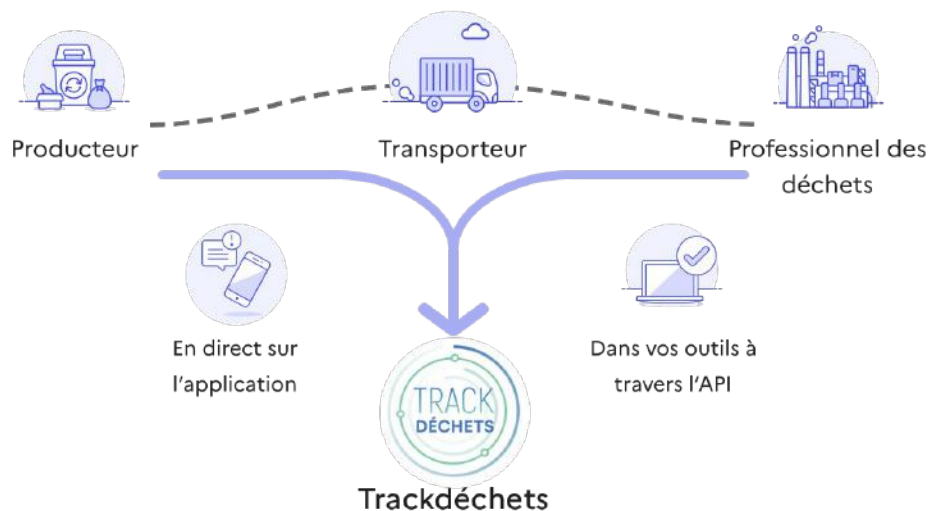 Producteur
Transporteur
Professionnel des
déchets
En direct sur
l'application
Dans vos outils à
travers l'API
TRACK
DÉCHETS
Trackdéchets